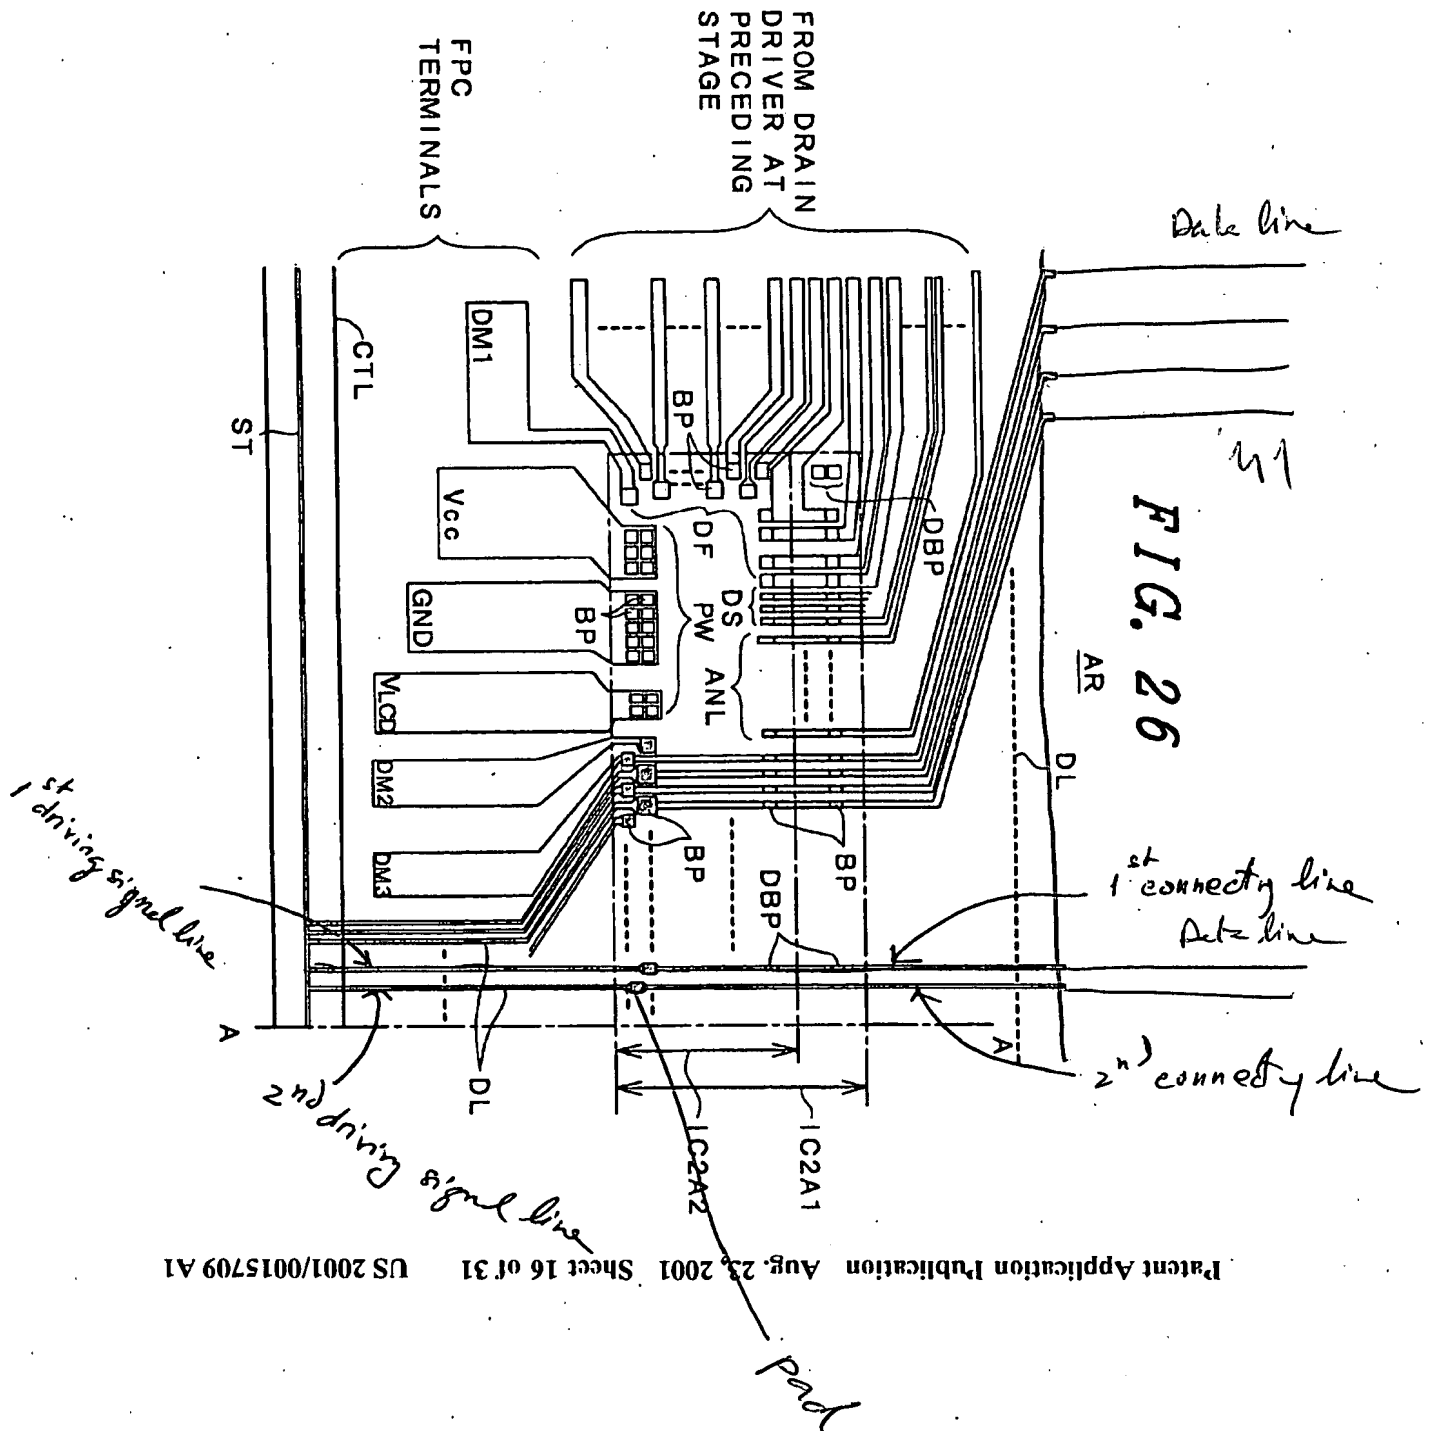 Patent Application Publication Aug. 23, 2001 Sheet 16 of 31 US 2001/0015709 A1
FIG. 26
FROM DRAIN
DRIVER AT
PRECEDING
STAGE
FPC
TERMINALS
Data line
AR
DL
DBP
BP
DM1
CTL
ST
DF
DS
PW
ANL
Vcc
GND
BP
VLCD
DM2
DM3
BP
BP
DBP
1st connecty line
Data line
2nd connecty line
1st driving signal line
2nd driving signal line
DL
A
A
IC2A2
IC2A1
pad